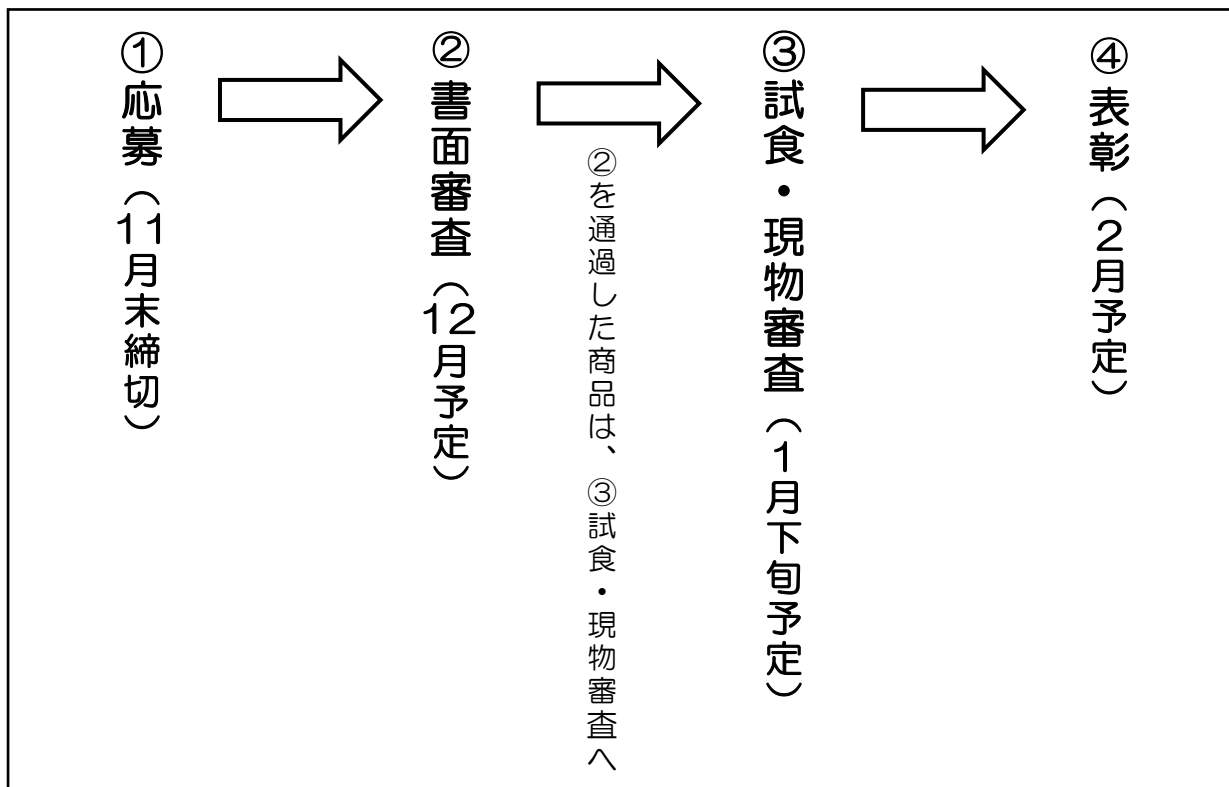 ①応募（11月末締切）
②書面審査（12月予定）
②を通過した商品は、③試食・現物審査へ
③試食・現物審査（１月下旬予定）
④表彰（２月予定）